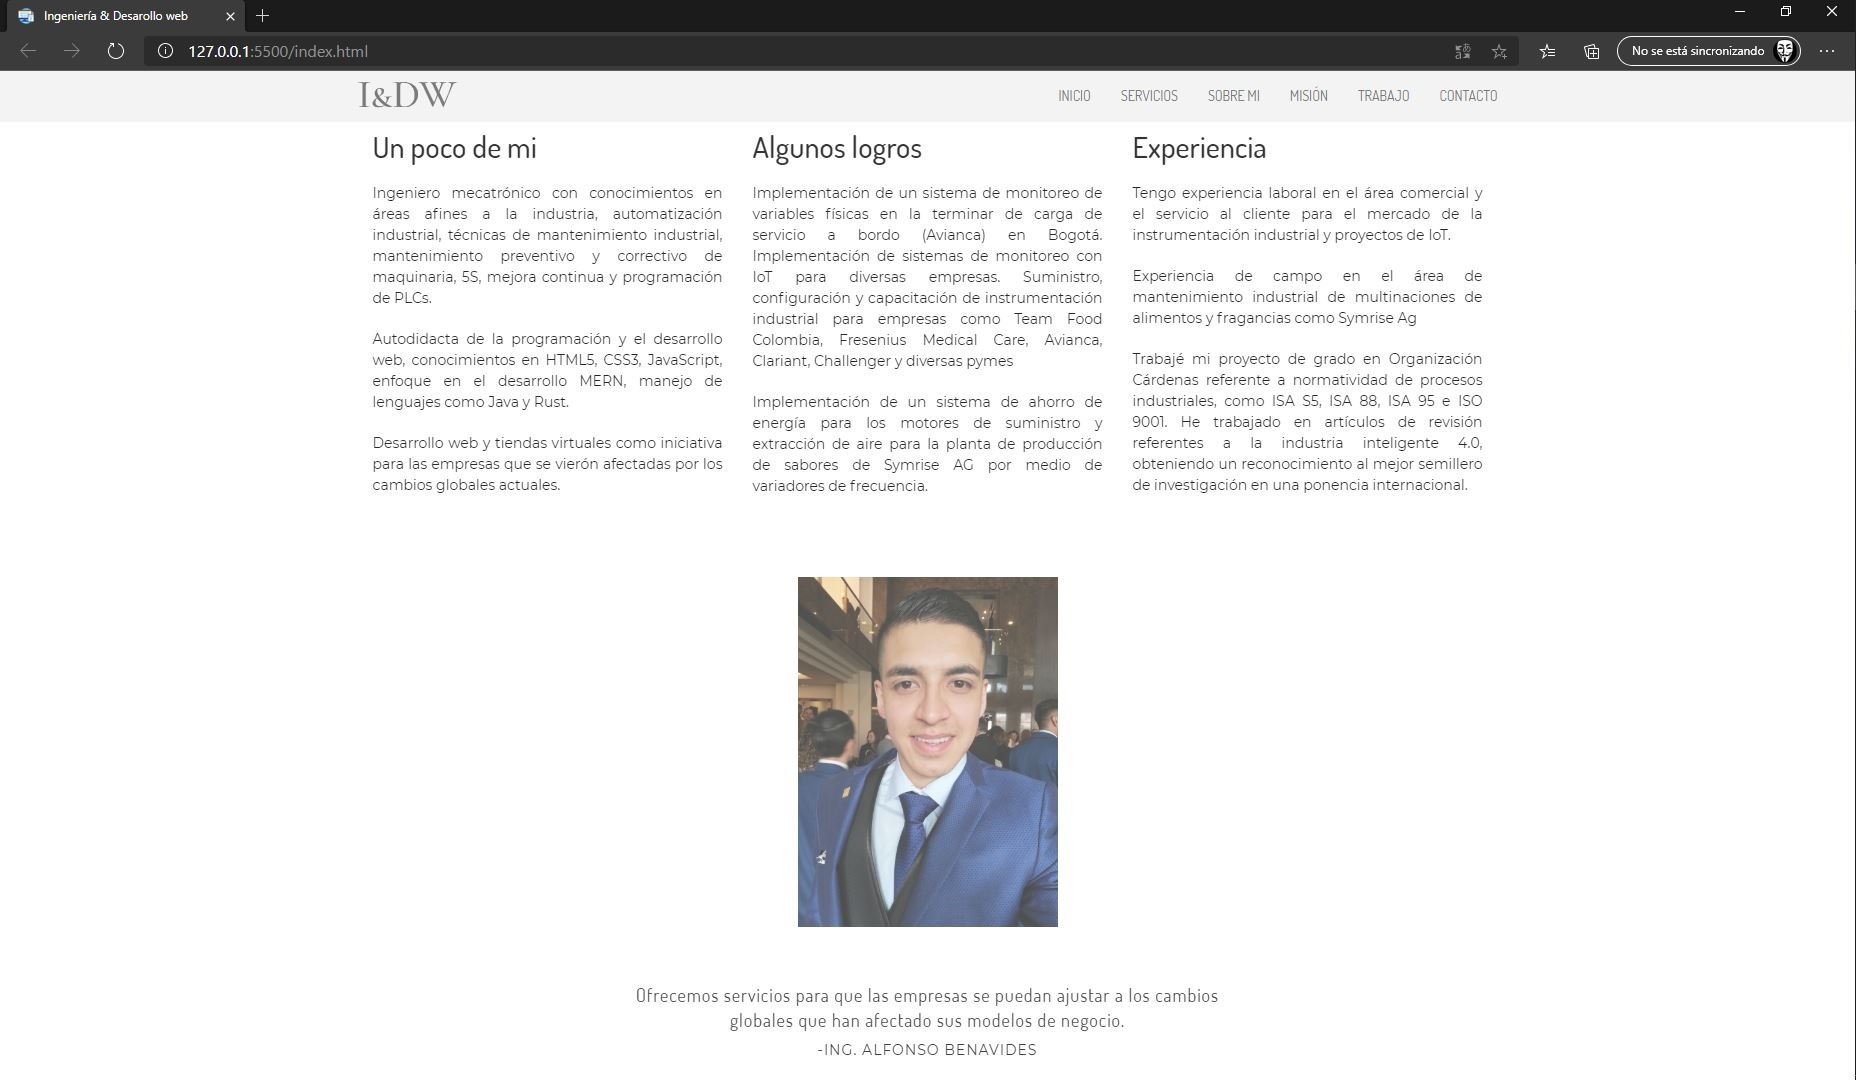 Ingeniería & Desarollo web
127.0.0.1:5500/index.html
No se está sincronizando
I&DW
INICIO
SERVICIOS
SOBRE MI
MISIÓN
TRABAJO
CONTACTO
Un poco de mi
Ingeniero mecatrónico con conocimientos en
áreas afines a la industria, automatización
industrial, técnicas de mantenimiento industrial,
mantenimiento preventivo y correctivo de
maquinaria, 5S, mejora continua y programación
de PLCs.
Autodidacta de la programación y el desarrollo
web, conocimientos en HTML5, CSS3, JavaScript,
enfoque en el desarrollo MERN, manejo de
lenguajes como Java y Rust.
Desarrollo web y tiendas virtuales como iniciativa
para las empresas que se vierón afectadas por los
cambios globales actuales.
Algunos logros
Implementación de un sistema de monitoreo de
variables físicas en la terminar de carga de
servicio a bordo (Avianca) en Bogotá.
Implementación de sistemas de monitoreo con
IoT para diversas empresas. Suministro,
configuración y capacitación de instrumentación
industrial para empresas como Team Food
Colombia, Fresenius Medical Care, Avianca,
Clariant, Challenger y diversas pymes
Implementación de un sistema de ahorro de
energía para los motores de suministro y
extracción de aire para la planta de producción
de sabores de Symrise AG por medio de
variadores de frecuencia.
Experiencia
Tengo experiencia laboral en el área comercial y
el servicio al cliente para el mercado de la
instrumentación industrial y proyectos de IoT.
Experiencia de campo en el área de
mantenimiento industrial de multinaciones de
alimentos y fragancias como Symrise Ag
Trabajé mi proyecto de grado en Organización
Cárdenas referente a normatividad de procesos
industriales, como ISA S5, ISA 88, ISA 95 e ISO
9001. He trabajado en artículos de revisión
referentes a la industria inteligente 4.0,
obteniendo un reconocimiento al mejor semillero
de investigación en una ponencia internacional.
Ofrecemos servicios para que las empresas se puedan ajustar a los cambios
globales que han afectado sus modelos de negocio.
-ING. ALFONSO BENAVIDES